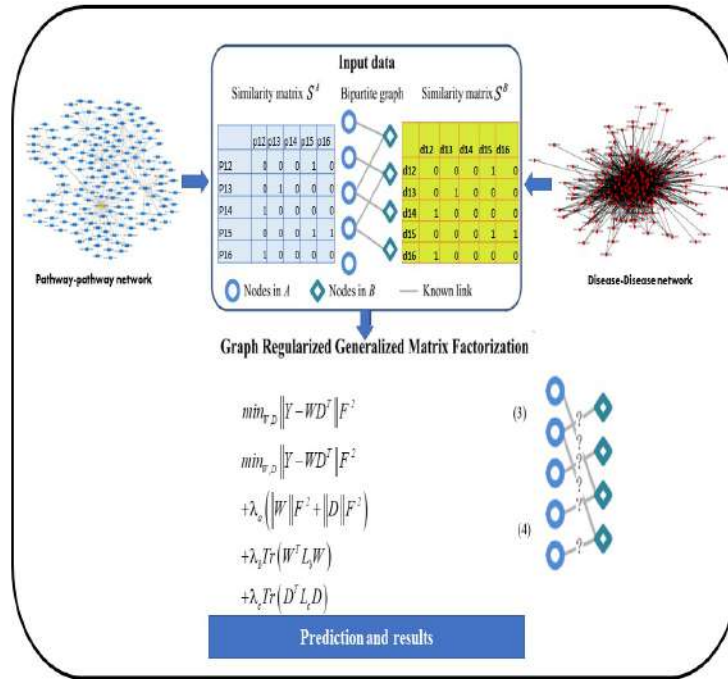 Input data
Similarity matrix S^A
Bipartite graph
Similarity matrix S^B
p12 p13 p14 p15 p16
P12 0 0 0 1 0
P13 0 1 0 0 0
P14 1 0 0 0 0
P15 0 0 0 1 1
P16 1 0 0 0 0
d12 d13 d14 d15 d16
d12 0 0 0 1 0
d13 0 1 0 0 0
d14 1 0 0 0 0
d15 0 0 0 1 1
d16 1 0 0 0 0
Pathway-pathway network
Nodes in A
Nodes in B
Known link
Disease-Disease network
Graph Regularized Generalized Matrix Factorization
min_{W,D} ||Y − WD^T|| F^2 (3)
min_{W,D} ||Y − WD^T|| F^2
+λ_a (||W|| F^2 + ||D|| F^2)
(4)
+λ_b Tr(W^T L_b W)
+λ_c Tr(D^T L_c D)
?
?
?
?
?
?
?
Prediction and results